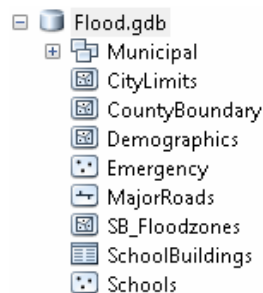 Flood.gdb
Municipal
CityLimits
CountyBoundary
Demographics
Emergency
MajorRoads
SB_Floodzones
SchoolBuildings
Schools